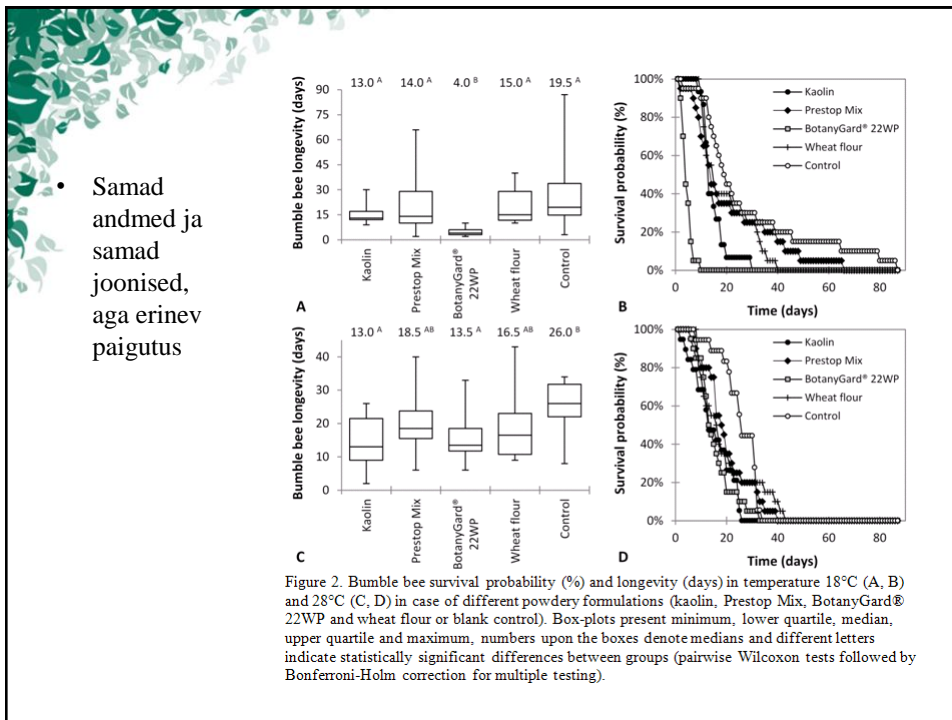 • Samad
andmed ja
samad
joonised,
aga erinev
paigutus
13.0 A 14.0 A 4.0 B 15.0 A 19.5 A
Bumble bee longevity (days)
90
75
60
45
30
15
0
Kaolin
Prestop Mix
BotanyGard®
22WP
Wheat flour
Control
A
Survival probability (%)
100%
80%
60%
40%
20%
0%
Kaolin
Prestop Mix
BotanyGard® 22WP
Wheat flour
Control
0 20 40 60 80
B
Time (days)
13.0 A 18.5 AB 13.5 A 16.5 AB 26.0 B
Bumble bee longevity (days)
40
30
20
10
0
Kaolin
Prestop Mix
BotanyGard®
22WP
Wheat flour
Control
C
Survival probability (%)
100%
80%
60%
40%
20%
0%
Kaolin
Prestop Mix
BotanyGard® 22WP
Wheat flour
Control
0 20 40 60 80
D
Time (days)
Figure 2. Bumble bee survival probability (%) and longevity (days) in temperature 18°C (A, B)
and 28°C (C, D) in case of different powdery formulations (kaolin, Prestop Mix, BotanyGard®
22WP and wheat flour or blank control). Box-plots present minimum, lower quartile, median,
upper quartile and maximum, numbers upon the boxes denote medians and different letters
indicate statistically significant differences between groups (pairwise Wilcoxon tests followed by
Bonferroni-Holm correction for multiple testing).